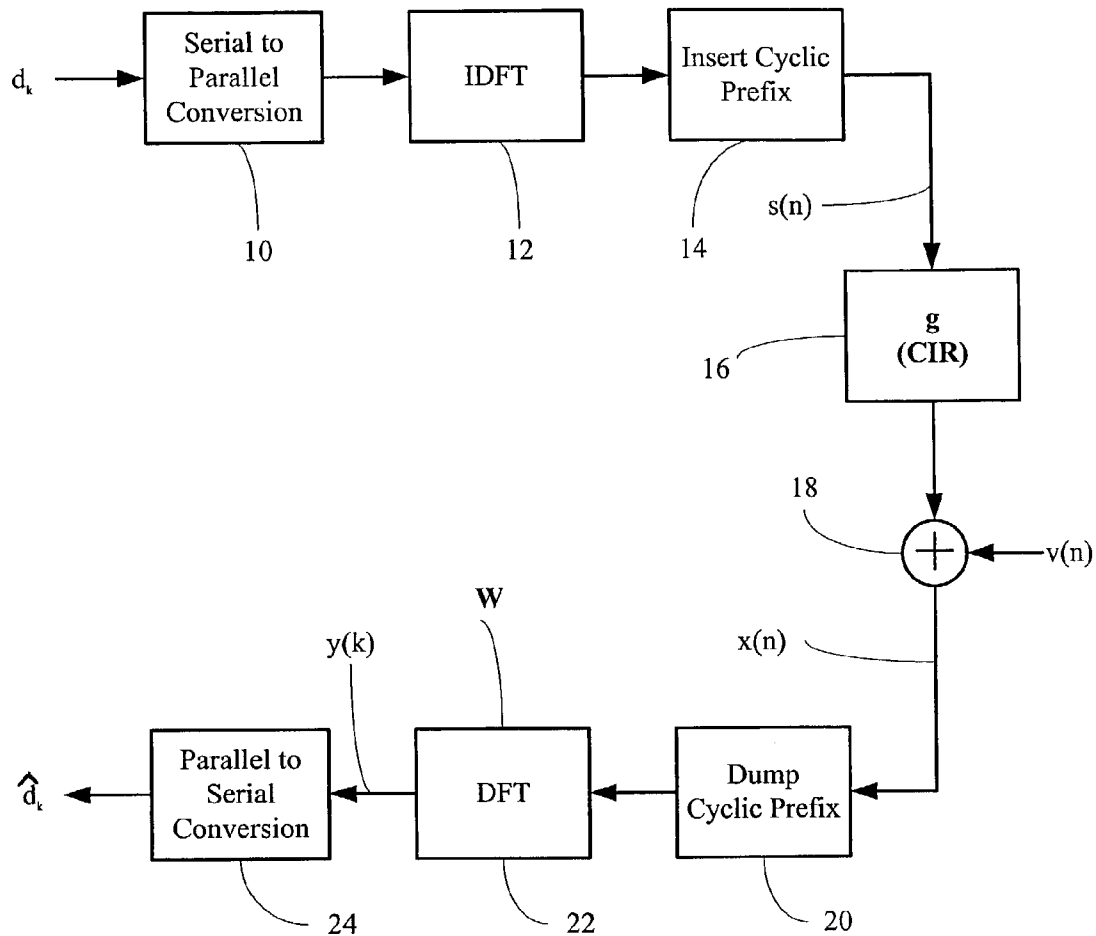 d_k
Serial to
Parallel
Conversion
IDFT
Insert Cyclic
Prefix
10
12
14
s(n)
g
(CIR)
16
18
v(n)
x(n)
W
y(k)
d̂_k
Parallel to
Serial
Conversion
DFT
Dump
Cyclic Prefix
24
22
20